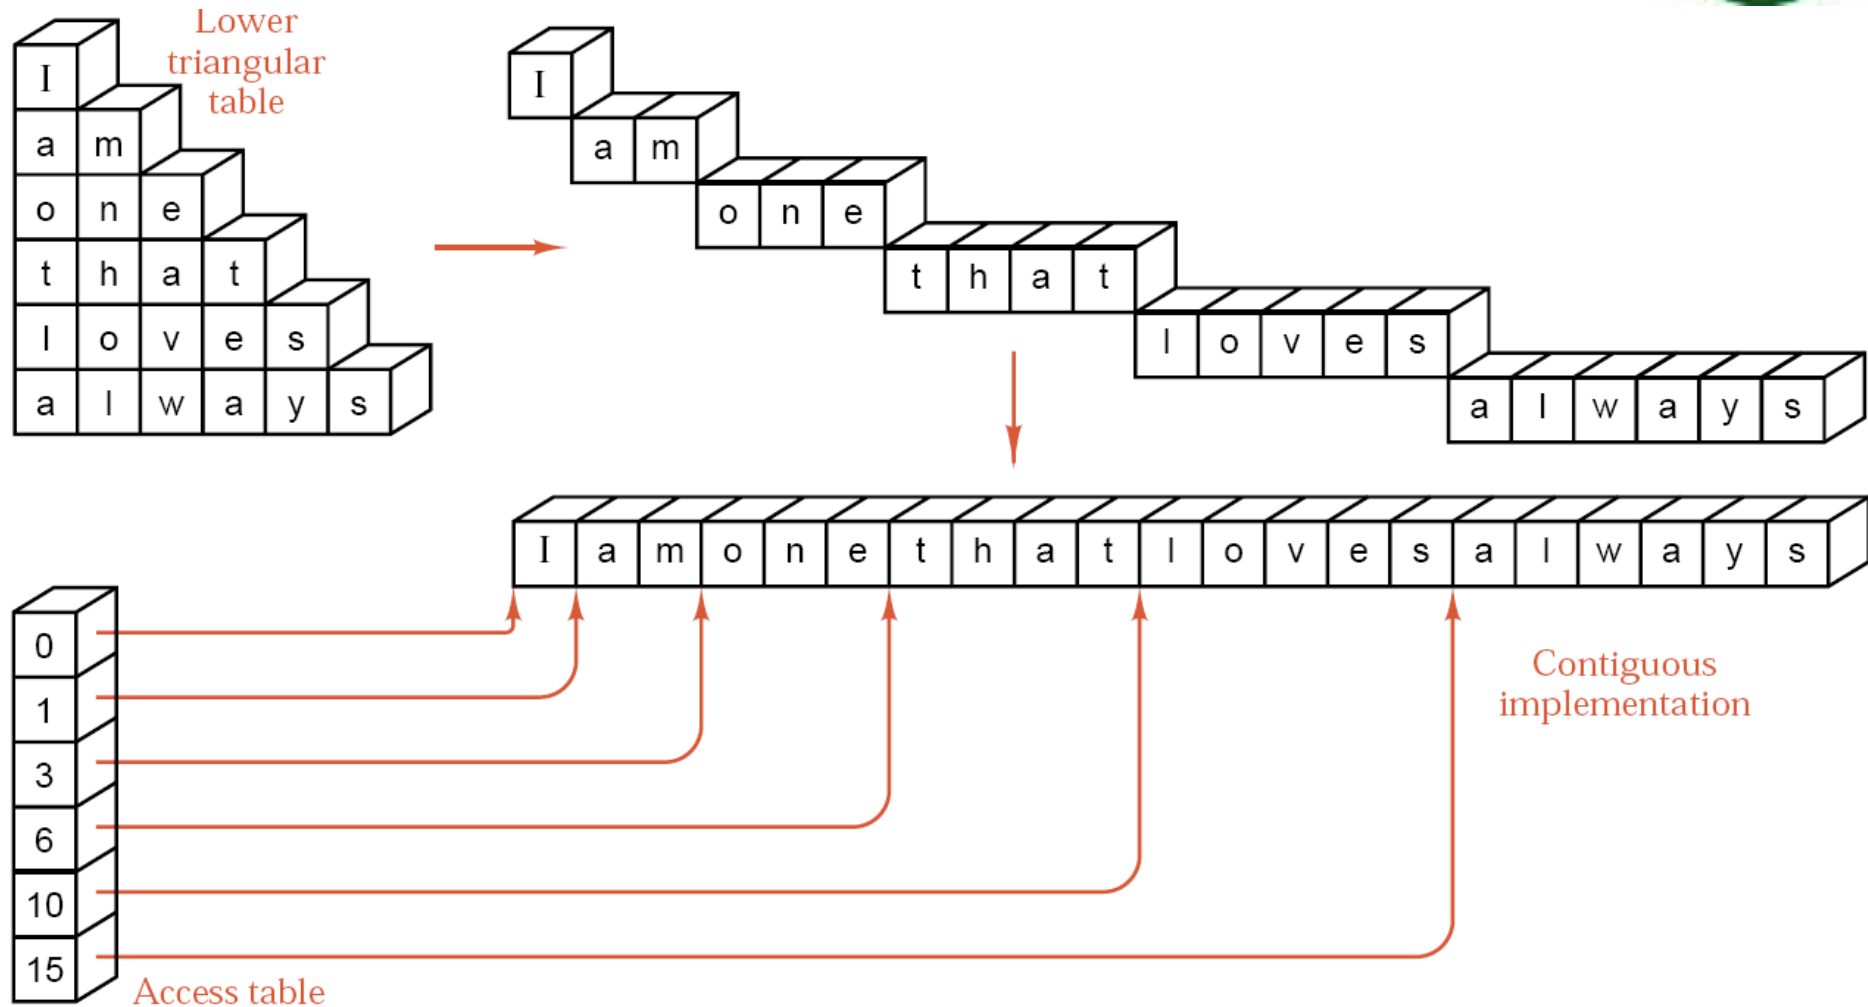 Lower
triangular
table
I
a m
o n e
t h a t
l o v e s
a l w a y s
I
a m
o n e
t h a t
l o v e s
a l w a y s
I a m o n e t h a t l o v e s a l w a y s
0
1
3
6
10
15
Access table
Contiguous
implementation